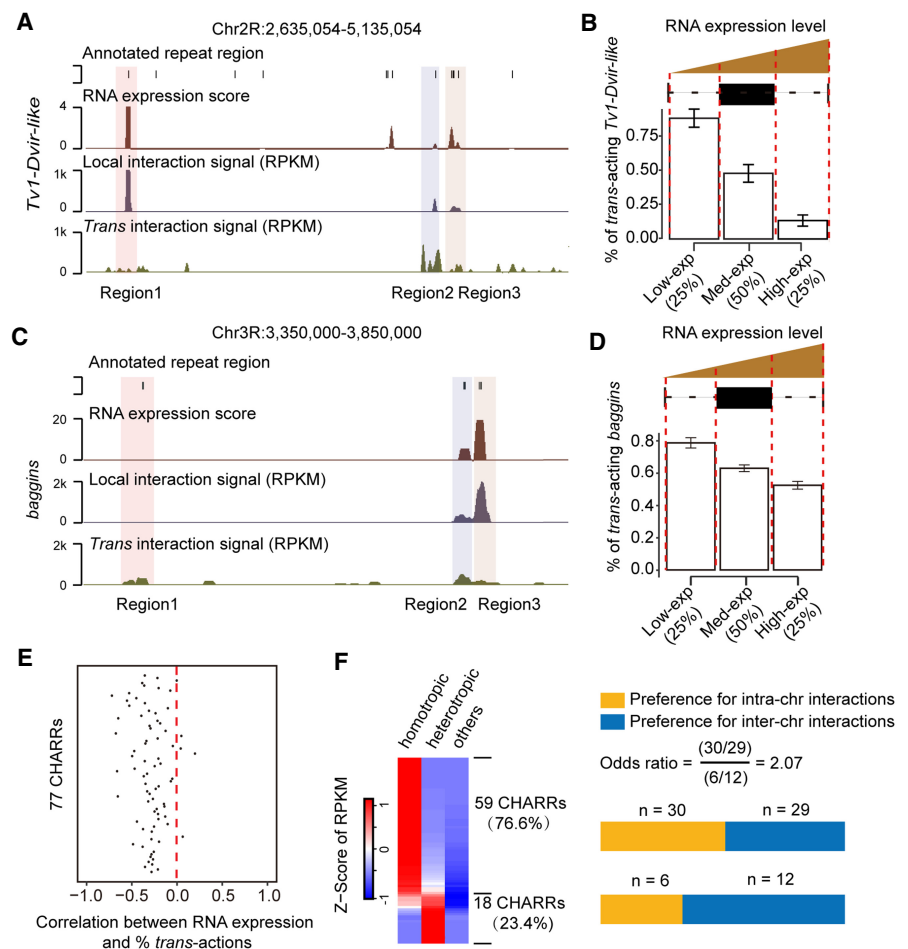 A
Chr2R:2,635,054-5,135,054
Annotated repeat region
Tv1-Dvir-like
RNA expression score
4
0
Local interaction signal (RPKM)
1k
0
Trans interaction signal (RPKM)
1k
0
Region1
Region2
Region3
B
RNA expression level
% of trans-acting Tv1-Dvir-like
0.75
0.50
0.25
0.00
Low-exp
(25%)
Med-exp
(50%)
High-exp
(25%)
C
Chr3R:3,350,000-3,850,000
Annotated repeat region
baggins
RNA expression score
20
0
Local interaction signal (RPKM)
2k
0
Trans interaction signal (RPKM)
2k
0
Region1
Region2
Region3
D
RNA expression level
% of trans-acting baggins
0.8
0.6
0.4
0.2
0.0
Low-exp
(25%)
Med-exp
(50%)
High-exp
(25%)
E
77 CHARRs
−1.0
−0.5
0.0
0.5
1.0
Correlation between RNA expression
and % trans-actions
F
homotropic
heterotropic
others
Z-Score of RPKM
1
0
-1
59 CHARRs
(76.6%)
18 CHARRs
(23.4%)
Preference for intra-chr interactions
Preference for inter-chr interactions
Odds ratio = (30/29) / (6/12) = 2.07
n = 30
n = 29
n = 6
n = 12